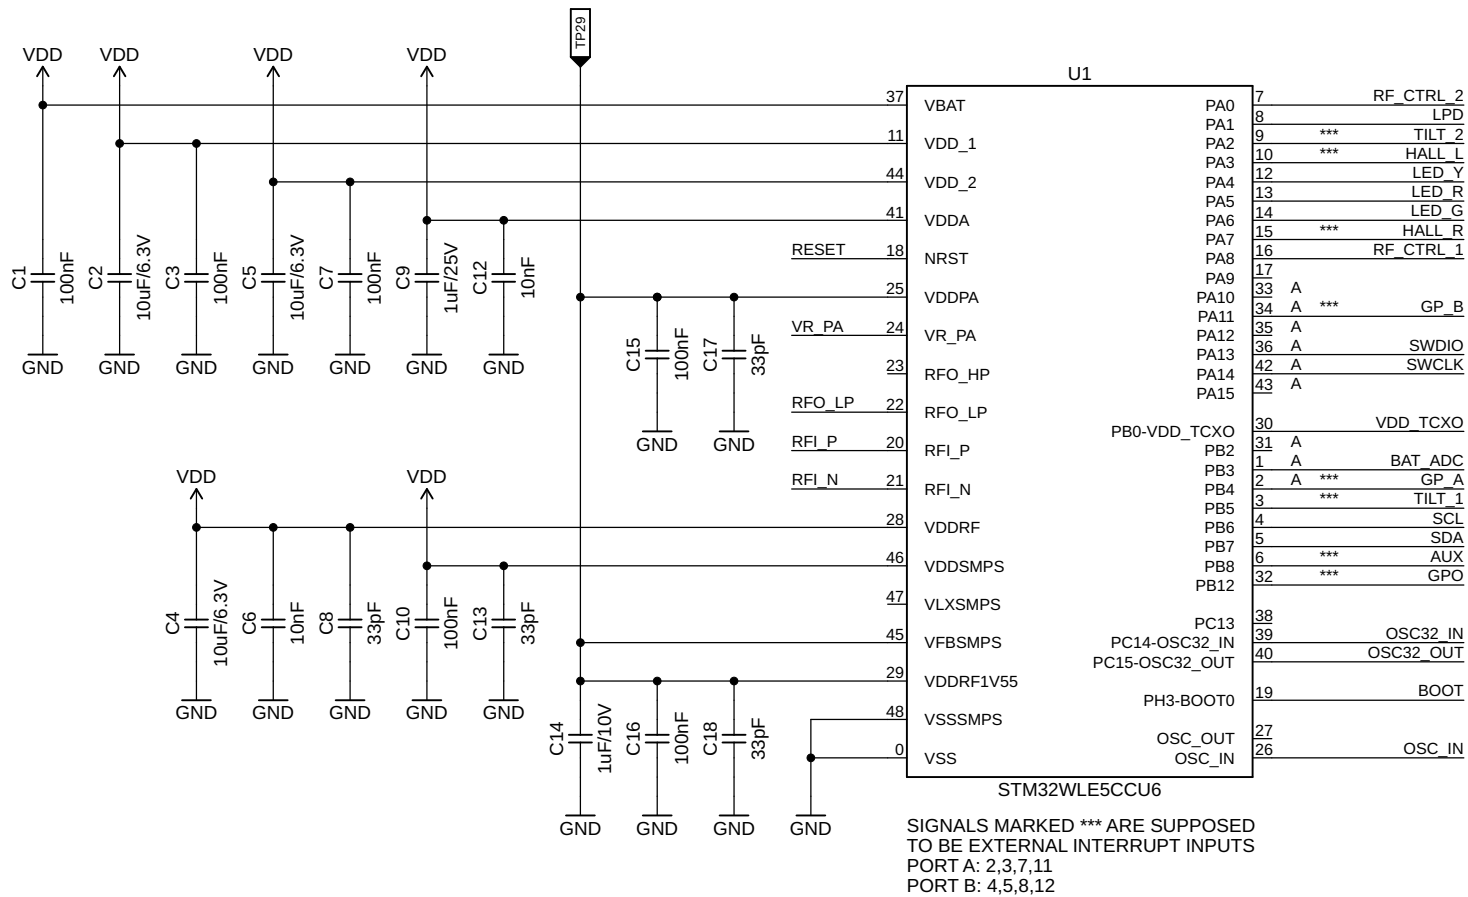 TP29
VDD
VDD
VDD
VDD
U1
37 VBAT
11 VDD_1
44 VDD_2
41 VDDA
RESET 18 NRST
25 VDDPA
VR_PA 24 VR_PA
23 RFO_HP
RFO_LP 22 RFO_LP
RFI_P 20 RFI_P
RFI_N 21 RFI_N
28 VDDRF
46 VDDSMPS
47 VLXSMPS
45 VFBSMPS
29 VDDRF1V55
48 VSSSMPS
0 VSS
PA0 7 RF_CTRL_2
PA1 8 LPD
PA2 9 *** TILT_2
PA3 10 *** HALL_L
PA4 12 LED_Y
PA5 13 LED_R
PA6 14 LED_G
PA7 15 *** HALL_R
PA8 16 RF_CTRL_1
PA9 17
PA10 33 A
PA11 34 A *** GP_B
PA12 35 A
PA13 36 A SWDIO
PA14 42 A SWCLK
PA15 43 A
PB0-VDD_TCXO 30 VDD_TCXO
PB2 31 A
PB3 1 A BAT_ADC
PB4 2 A *** GP_A
PB5 3 *** TILT_1
PB6 4 SCL
PB7 5 SDA
PB8 6 *** AUX
PB12 32 *** GPO
PC13 38
PC14-OSC32_IN 39 OSC32_IN
PC15-OSC32_OUT 40 OSC32_OUT
PH3-BOOT0 19 BOOT
OSC_OUT 27
OSC_IN 26 OSC_IN
C1 100nF
C2 10uF/6.3V
C3 100nF
C5 10uF/6.3V
C7 100nF
C9 1uF/25V
C12 10nF
GND
GND
GND
GND
GND
GND
GND
C15 100nF
C17 33pF
GND
GND
VDD
VDD
C4 10uF/6.3V
C6 10nF
C8 33pF
C10 100nF
C13 33pF
GND
GND
GND
GND
GND
C14 1uF/10V
C16 100nF
C18 33pF
GND
GND
GND
GND
STM32WLE5CCU6
SIGNALS MARKED *** ARE SUPPOSED
TO BE EXTERNAL INTERRUPT INPUTS
PORT A: 2,3,7,11
PORT B: 4,5,8,12